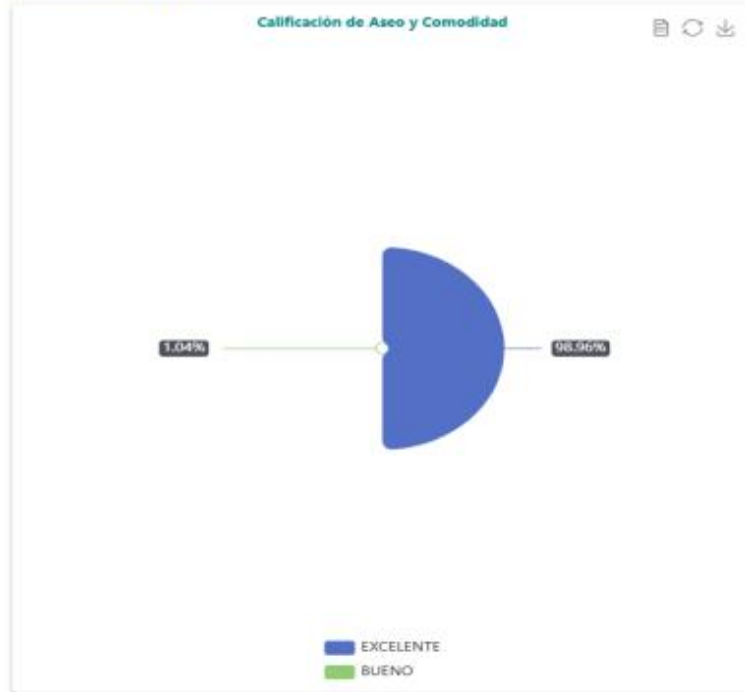 Calificación de Aseo y Comodidad
1.04%
98.96%
EXCELENTE
BUENO